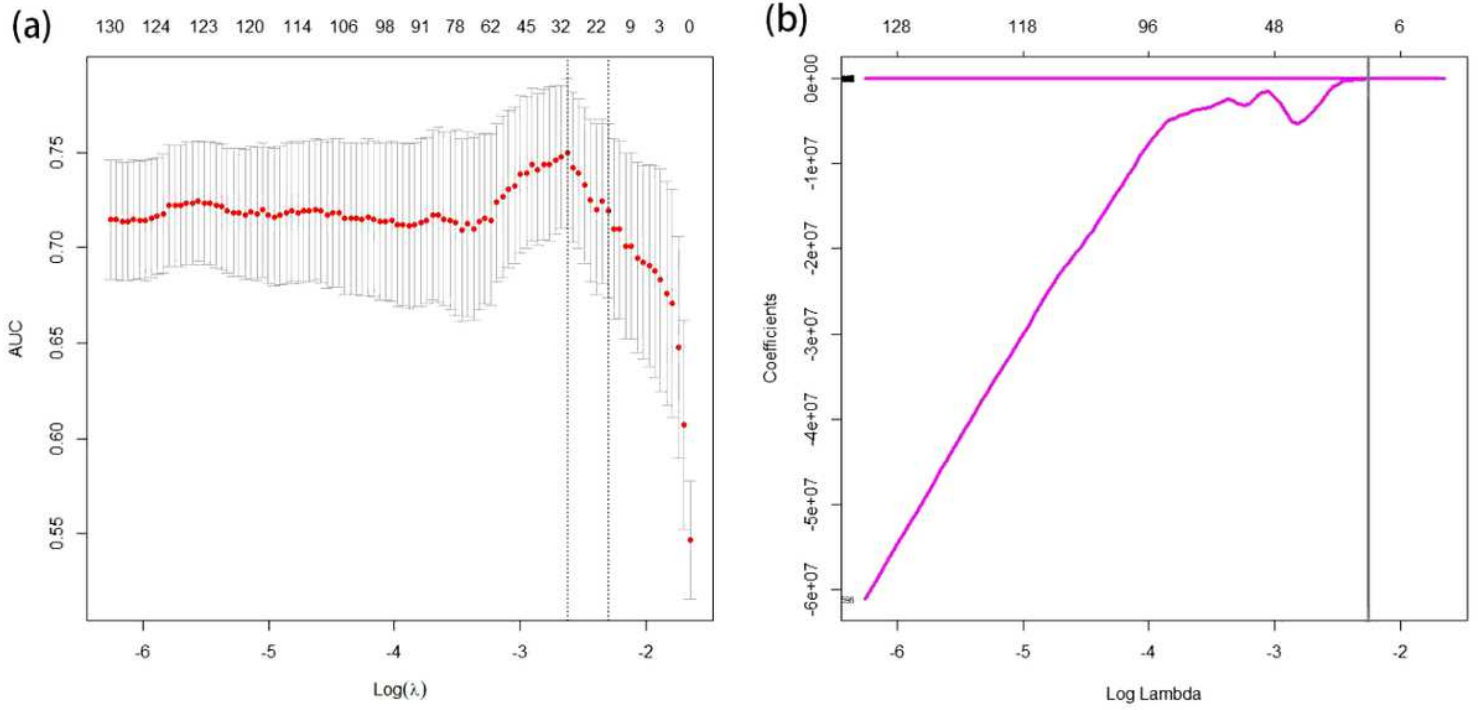 (a)
130 124 123 120 114 106 98 91 78 62 45 32 22 9 3 0
AUC
0.75
0.70
0.65
0.60
0.55
-6 -5 -4 -3 -2
Log(λ)
(b)
128 118 96 48 6
Coefficients
0e+00
-1e+07
-2e+07
-3e+07
-4e+07
-5e+07
-6e+07
-6 -5 -4 -3 -2
Log Lambda